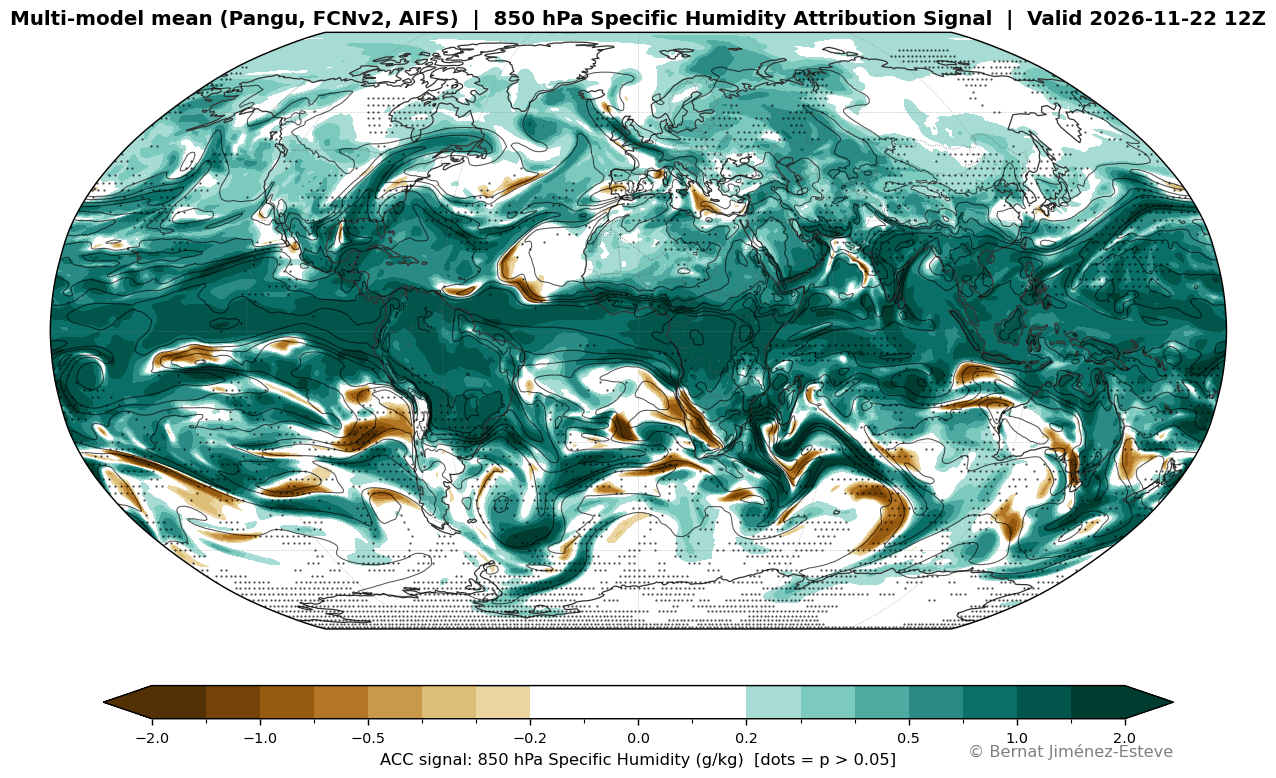 Multi-model mean (Pangu, FCNv2, AIFS)  |  850 hPa Specific Humidity Attribution Signal  |  Valid 2026-11-22 12Z
−2.0 −1.0 −0.5 −0.2 0.0 0.2 0.5 1.0 2.0
ACC signal: 850 hPa Specific Humidity (g/kg)  [dots = p > 0.05]
© Bernat Jiménez-Esteve